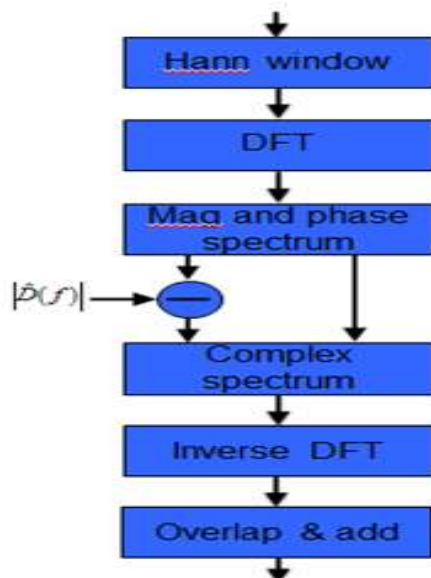 Hann window
DFT
Mag and phase
spectrum
|D̂(f)|
Complex
spectrum
Inverse DFT
Overlap & add